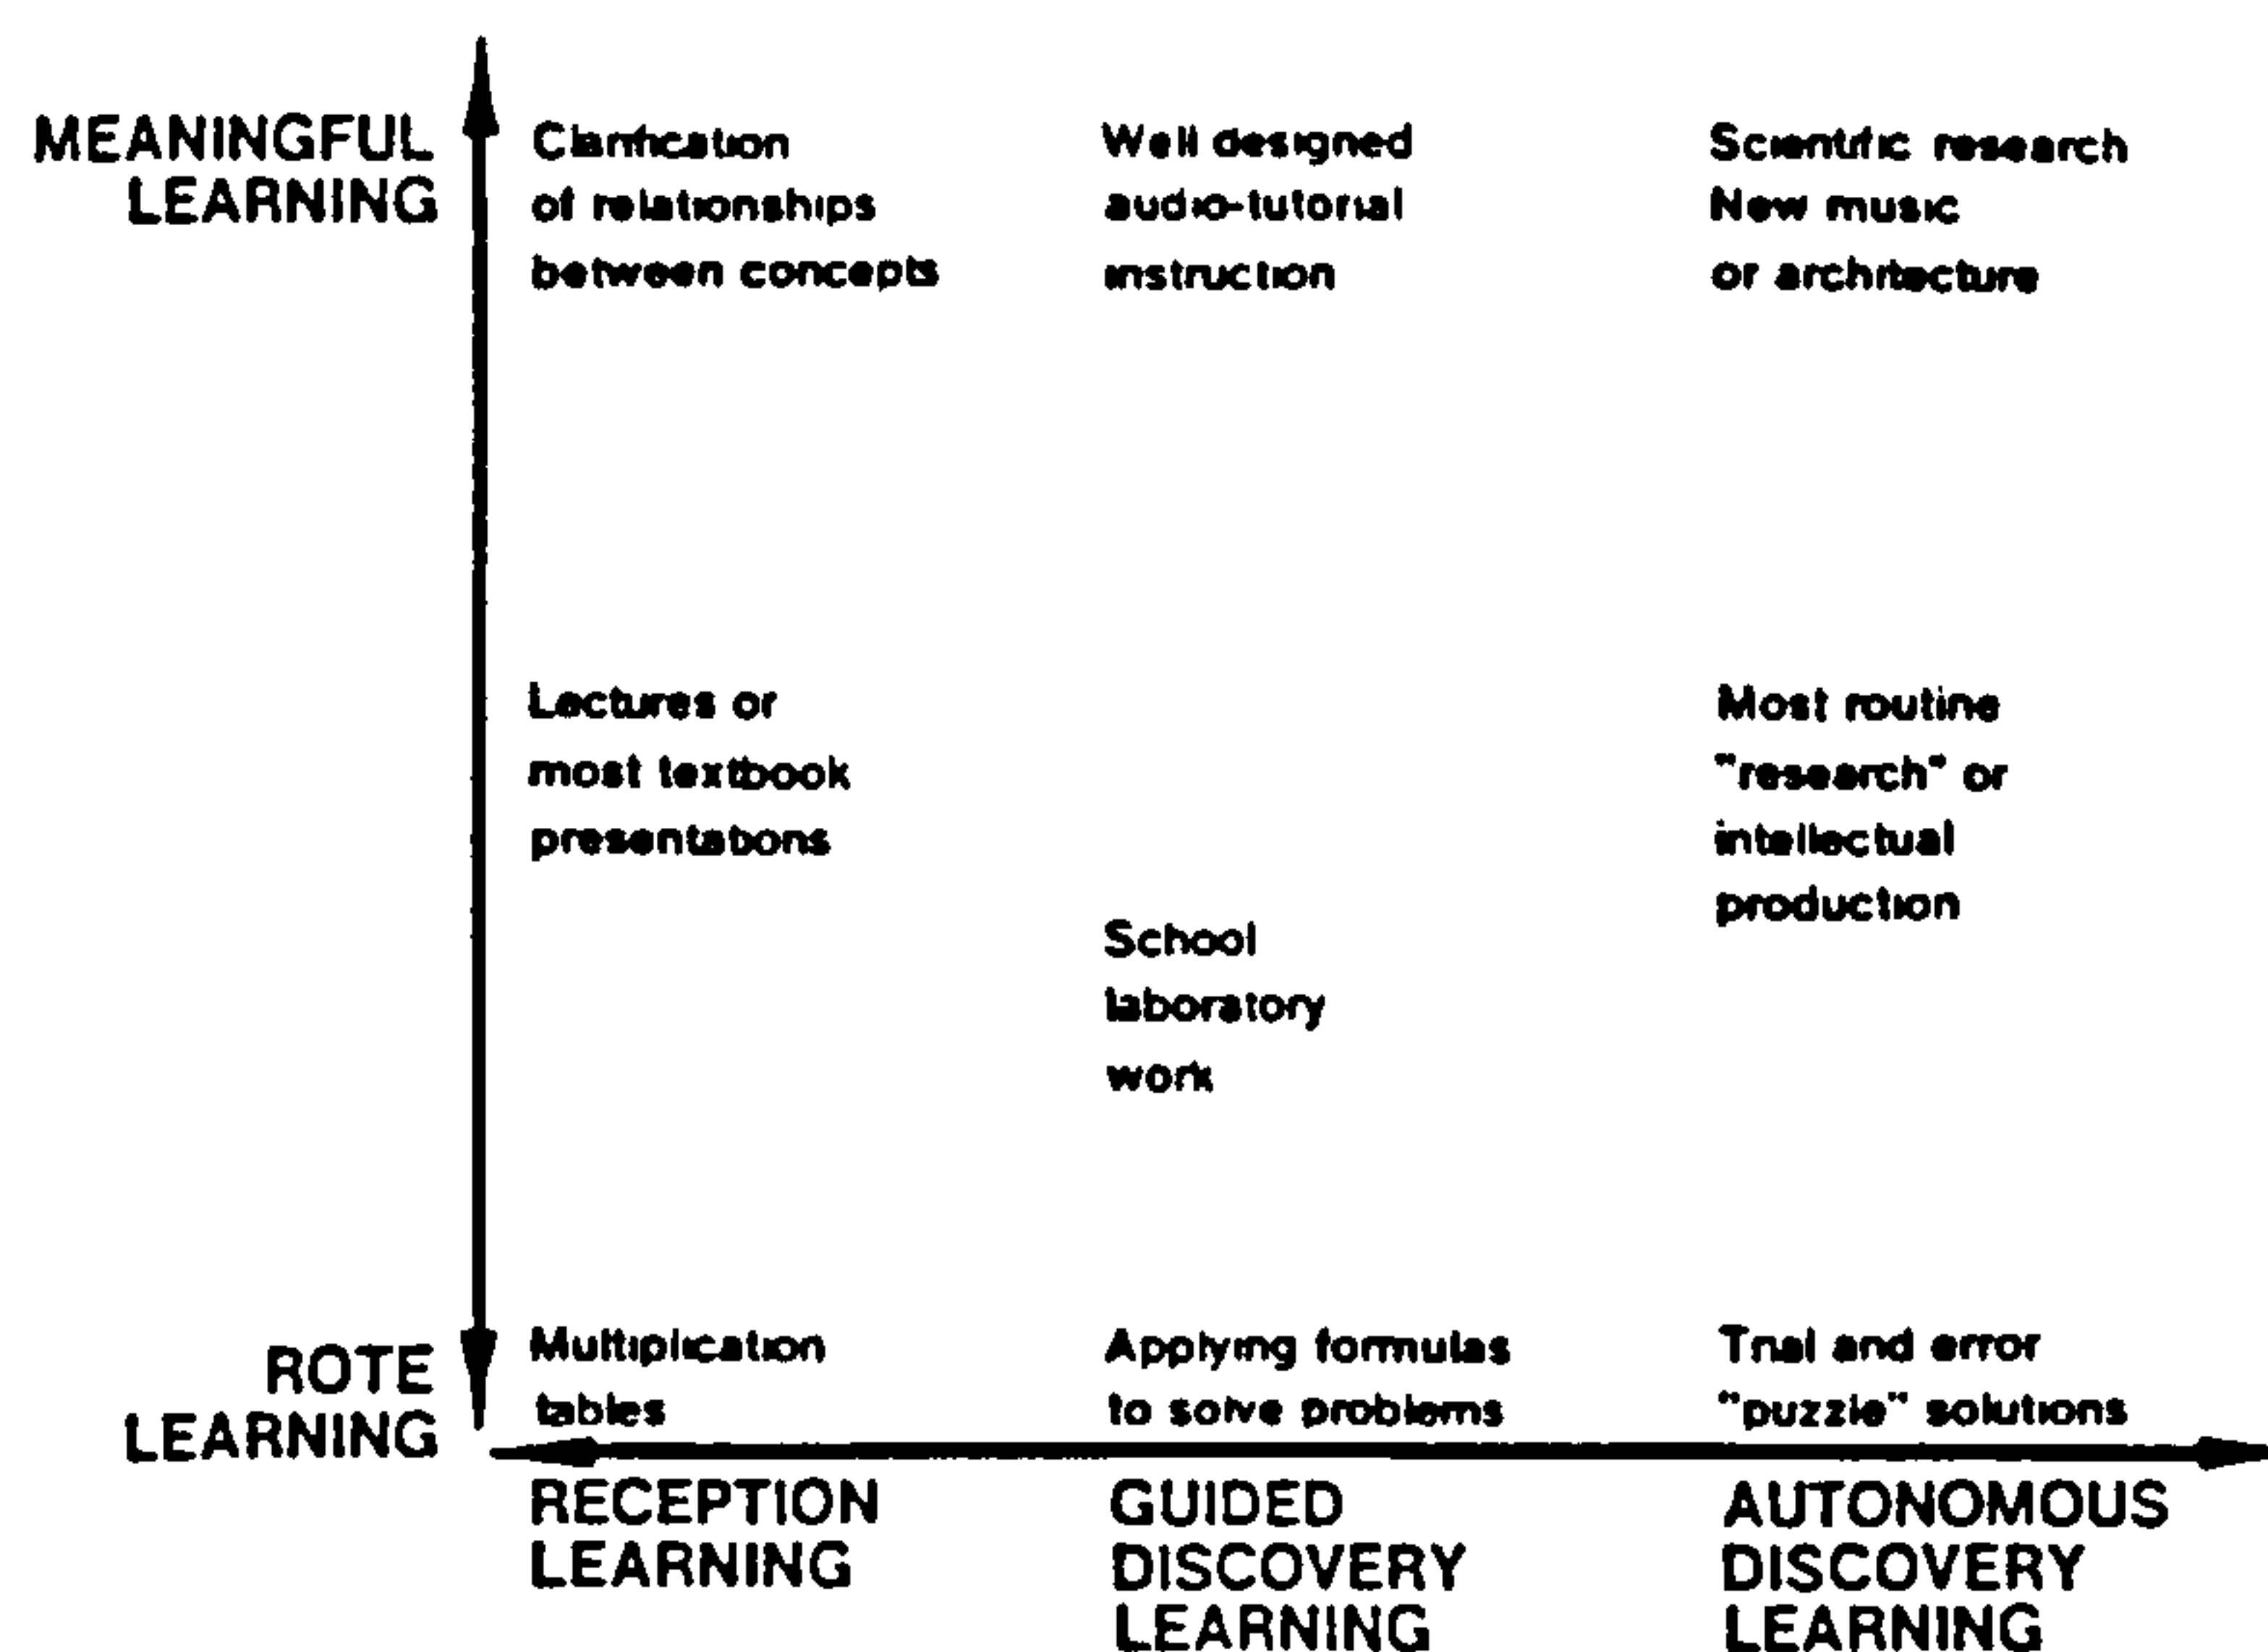 MEANINGFUL
LEARNING
Clarification
of relationships
between concepts
Well designed
audio-tutorial
instruction
Scientific research
New music
or architecture
Lectures or
most textbook
presentations
Most routine
"research" or
intellectual
production
School
laboratory
work
ROTE
LEARNING
Multiplication
tables
Applying formulas
to solve problems
Trial and error
"puzzle" solutions
RECEPTION
LEARNING
GUIDED
DISCOVERY
LEARNING
AUTONOMOUS
DISCOVERY
LEARNING